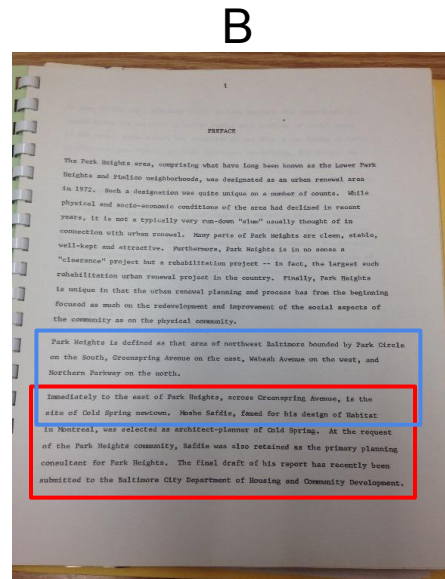 B
1
PREFACE
The Park Heights area, comprising what have long been known as the Lower Park
Heights and Pimlico neighborhoods, was designated as an urban renewal area
in 1972. Such a designation was quite unique on a number of counts. While
physical and socio-economic conditions of the area had declined in recent
years, it is not a typically very run-down "slum" usually thought of in
connection with urban renewal. Many parts of Park Heights are clean, stable,
well-kept and attractive. Furthermore, Park Heights is in no sense a
"clearance" project but a rehabilitation project -- in fact, the largest such
rehabilitation urban renewal project in the country. Finally, Park Heights
is unique in that the urban renewal planning and process has from the beginning
focused as much on the redevelopment and improvement of the social aspects of
the community as on the physical community.
Park Heights is defined as that area of northwest Baltimore bounded by Park Circle
on the South, Greenspring Avenue on the east, Wabash Avenue on the west, and
Northern Parkway on the north.
Immediately to the east of Park Heights, across Greenspring Avenue, is the
site of Cold Spring newtown. Moshe Safdie, famed for his design of Habitat
in Montreal, was selected as architect-planner of Cold Spring. At the request
of the Park Heights community, Safdie was also retained as the primary planning
consultant for Park Heights. The final draft of his report has recently been
submitted to the Baltimore City Department of Housing and Community Development.